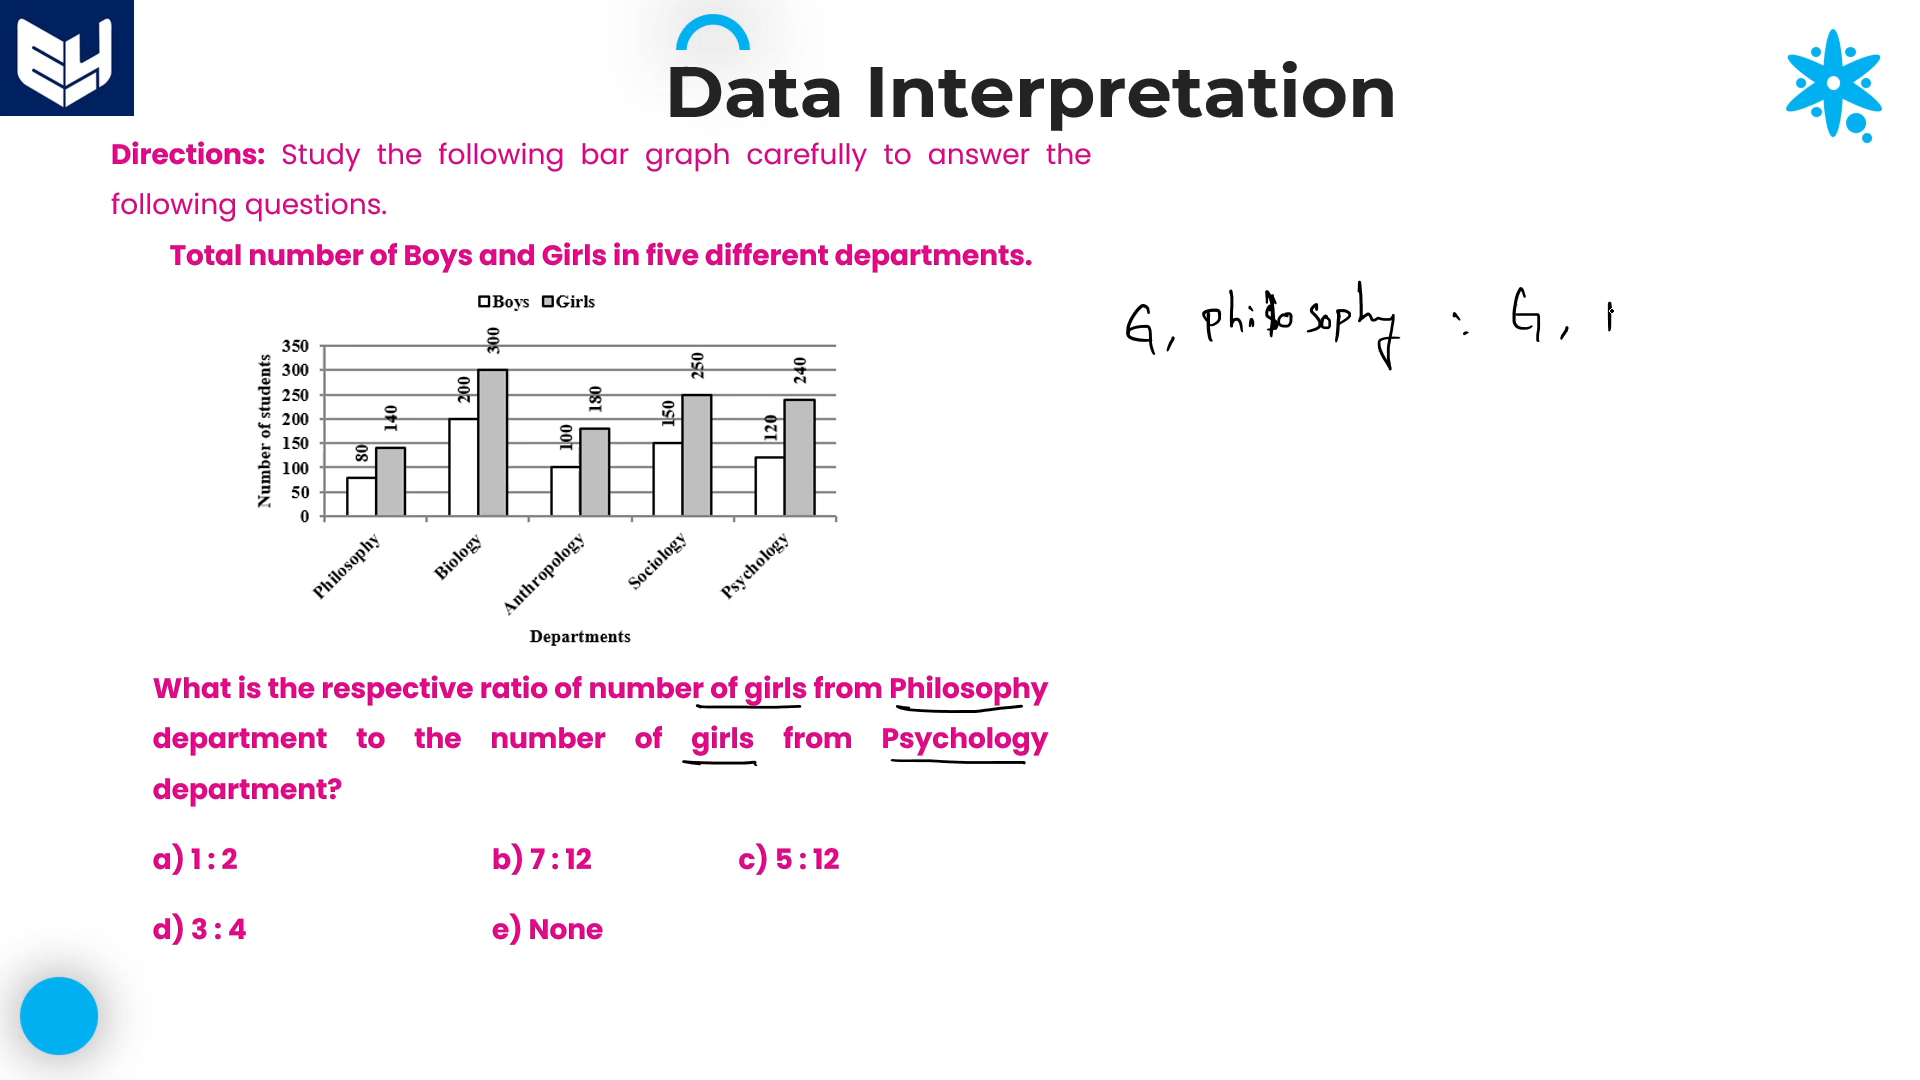 EY
Data Interpretation
Directions: Study the following bar graph carefully to answer the
following questions.
Total number of Boys and Girls in five different departments.
Boys Girls
Number of students
350
300
250
200
150
100
50
0
80 140 200 300 100 180 150 250 120 240
Philosophy Biology Anthropology Sociology Psychology
Departments
G, philosophy : G,
What is the respective ratio of number of girls from Philosophy
department to the number of girls from Psychology
department?
a) 1 : 2 b) 7 : 12 c) 5 : 12
d) 3 : 4 e) None